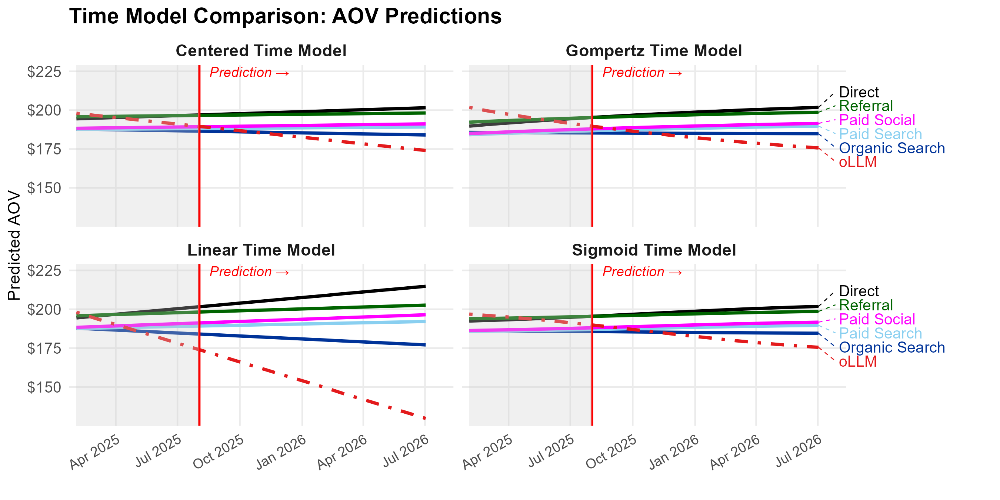 Time Model Comparison: AOV Predictions
Centered Time Model
Gompertz Time Model
Predicted AOV
$225
$200
$175
$150
Prediction →
Prediction →
Direct
Referral
Paid Social
Paid Search
Organic Search
oLLM
Linear Time Model
Sigmoid Time Model
$225
$200
$175
$150
Prediction →
Prediction →
Direct
Referral
Paid Social
Paid Search
Organic Search
oLLM
Apr 2025
Jul 2025
Oct 2025
Jan 2026
Apr 2026
Jul 2026
Apr 2025
Jul 2025
Oct 2025
Jan 2026
Apr 2026
Jul 2026